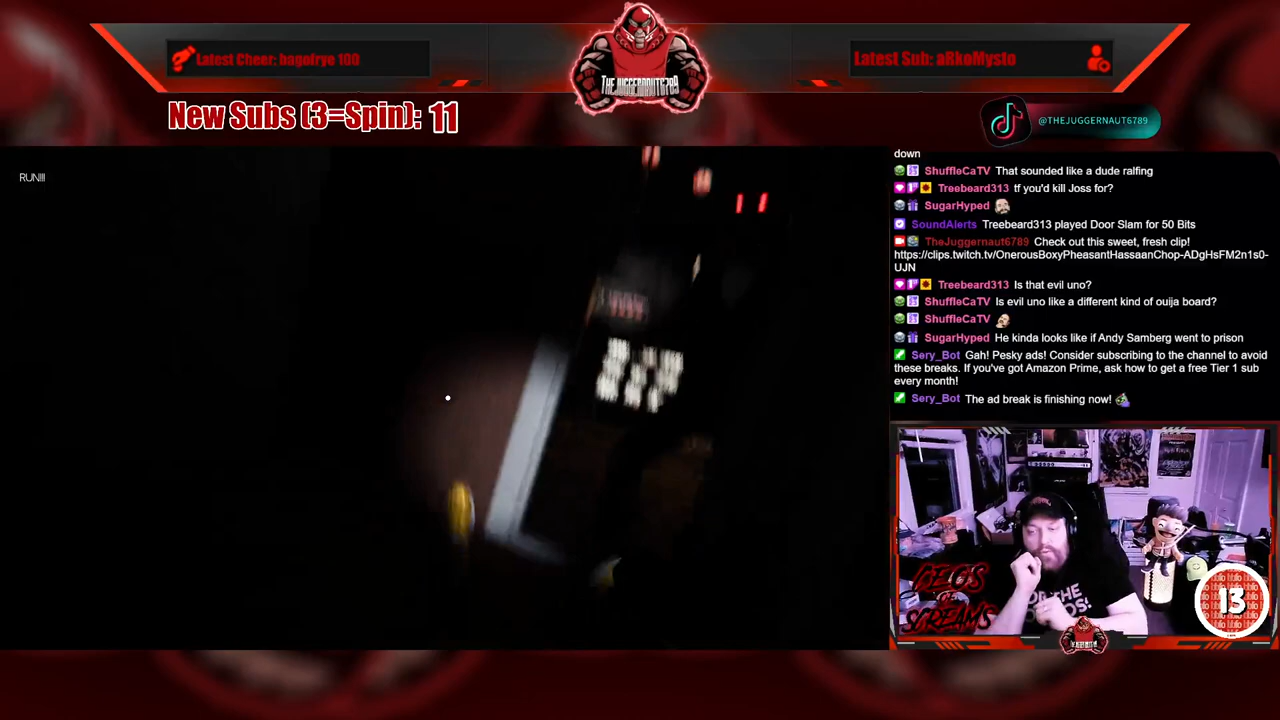 Latest Cheer: bagofrye 100
THEJUGGERNAUT6789
Latest Sub: aRkoMysto
New Subs (3=Spin): 11
@THEJUGGERNAUT6789
RUN!!!
down
ShuffleCaTV That sounded like a dude ralfing
Treebeard313 tf you'd kill Joss for?
SugarHyped
SoundAlerts Treebeard313 played Door Slam for 50 Bits
TheJuggernaut6789 Check out this sweet, fresh clip!
https://clips.twitch.tv/OnerousBoxyPheasantHassaanChop-ADgHsFM2n1s0-
UJN
Treebeard313 Is that evil uno?
ShuffleCaTV Is evil uno like a different kind of ouija board?
ShuffleCaTV
SugarHyped He kinda looks like if Andy Samberg went to prison
Sery_Bot Gah! Pesky ads! Consider subscribing to the channel to avoid
these breaks. If you've got Amazon Prime, ask how to get a free Tier 1 sub
every month!
Sery_Bot The ad break is finishing now!
SCREAMS
13